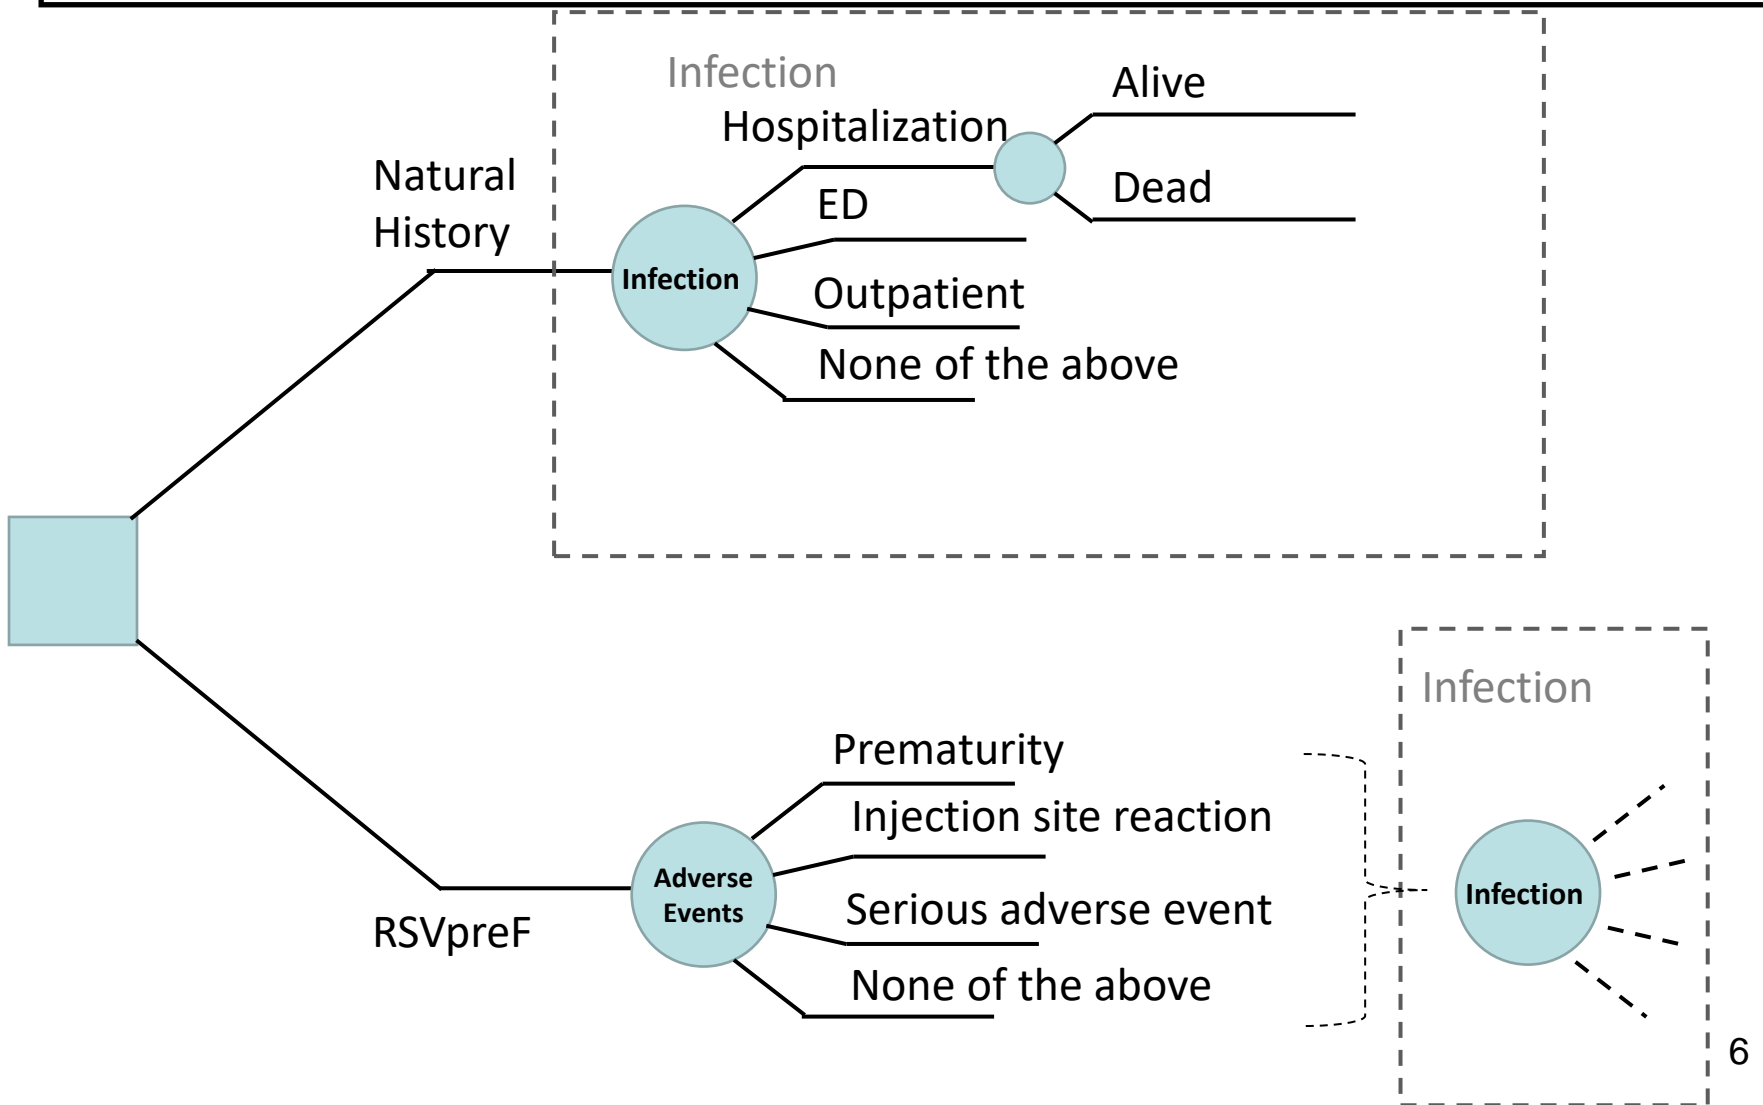 Infection
Alive
Hospitalization
Natural
History
Dead
ED
Infection
Outpatient
None of the above
Infection
Prematurity
Injection site reaction
Adverse
Events
Infection
Serious adverse event
RSVpreF
None of the above
6